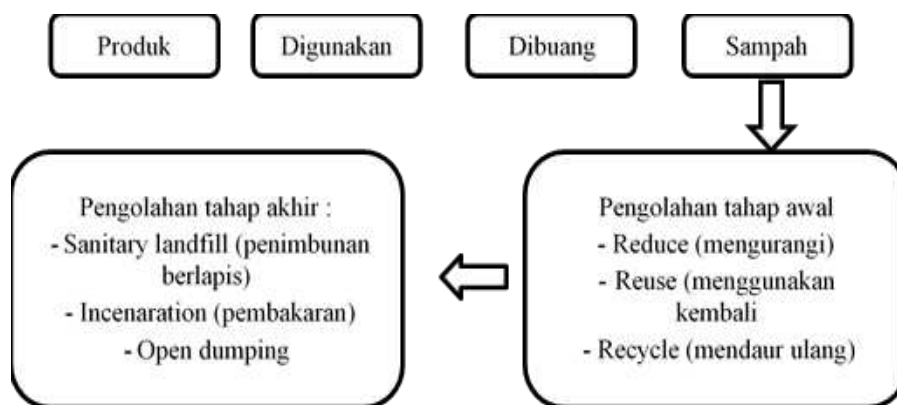 Produk
Digunakan
Dibuang
Sampah
Pengolahan tahap akhir :
- Sanitary landfill (penimbunan
berlapis)
- Incenaration (pembakaran)
- Open dumping
Pengolahan tahap awal
- Reduce (mengurangi)
- Reuse (menggunakan
kembali
- Recycle (mendaur ulang)